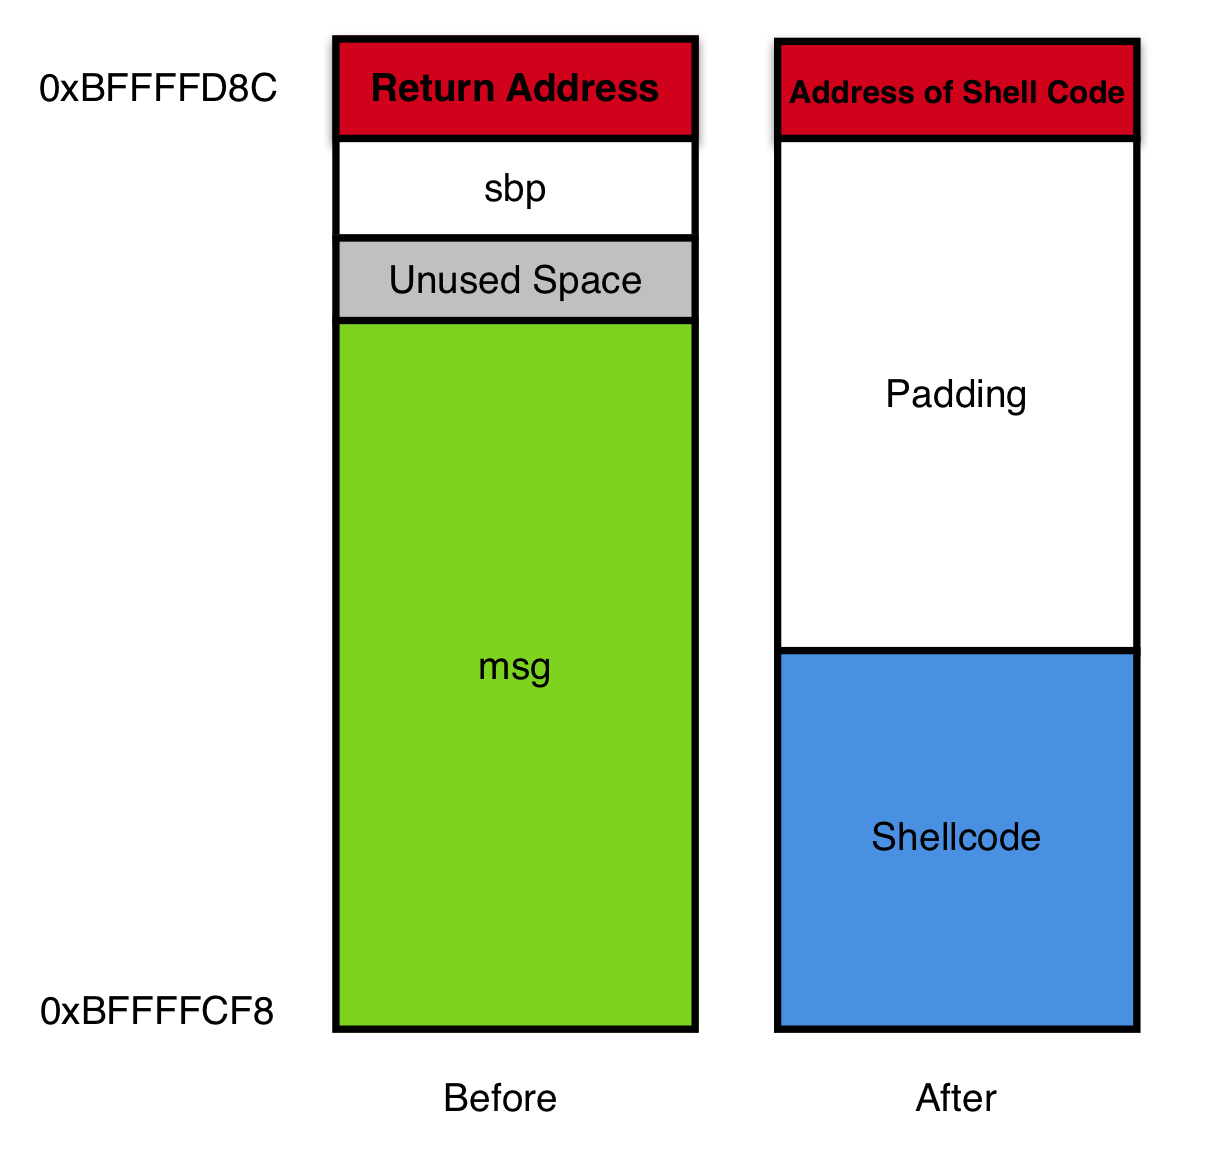 0xBFFFFD8C
Return Address
Address of Shell Code
sbp
Unused Space
Padding
msg
Shellcode
0xBFFFFCF8
Before
After